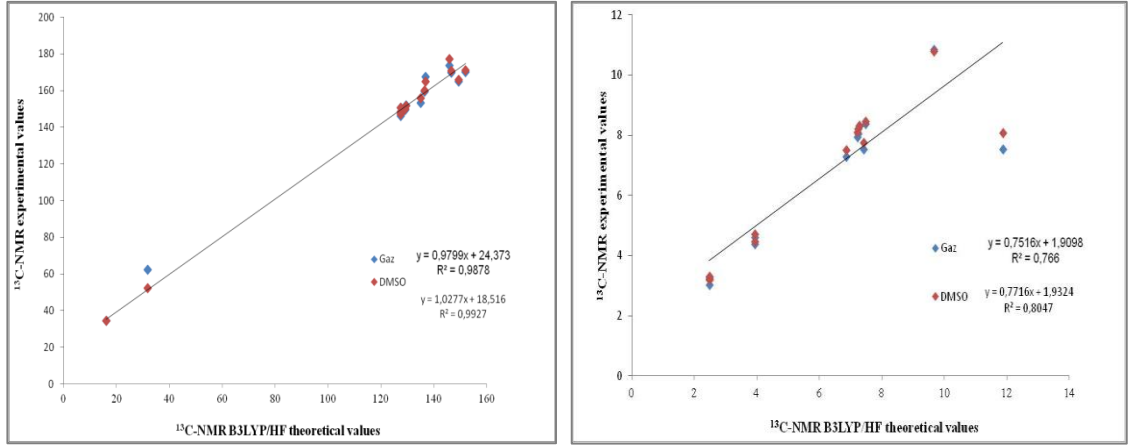 200
180
160
140
120
100
80
60
40
20
0
0 20 40 60 80 100 120 140 160
¹³C-NMR experimental values
¹³C-NMR B3LYP/HF theoretical values
Gaz
y = 0,9799x + 24,373
R² = 0,9878
DMSO
y = 1,0277x + 18,516
R² = 0,9927
12
10
8
6
4
2
0
0 2 4 6 8 10 12 14
¹³C-NMR experimental values
¹³C-NMR B3LYP/HF theoretical values
Gaz
y = 0,7516x + 1,9098
R² = 0,766
DMSO
y = 0,7716x + 1,9324
R² = 0,8047